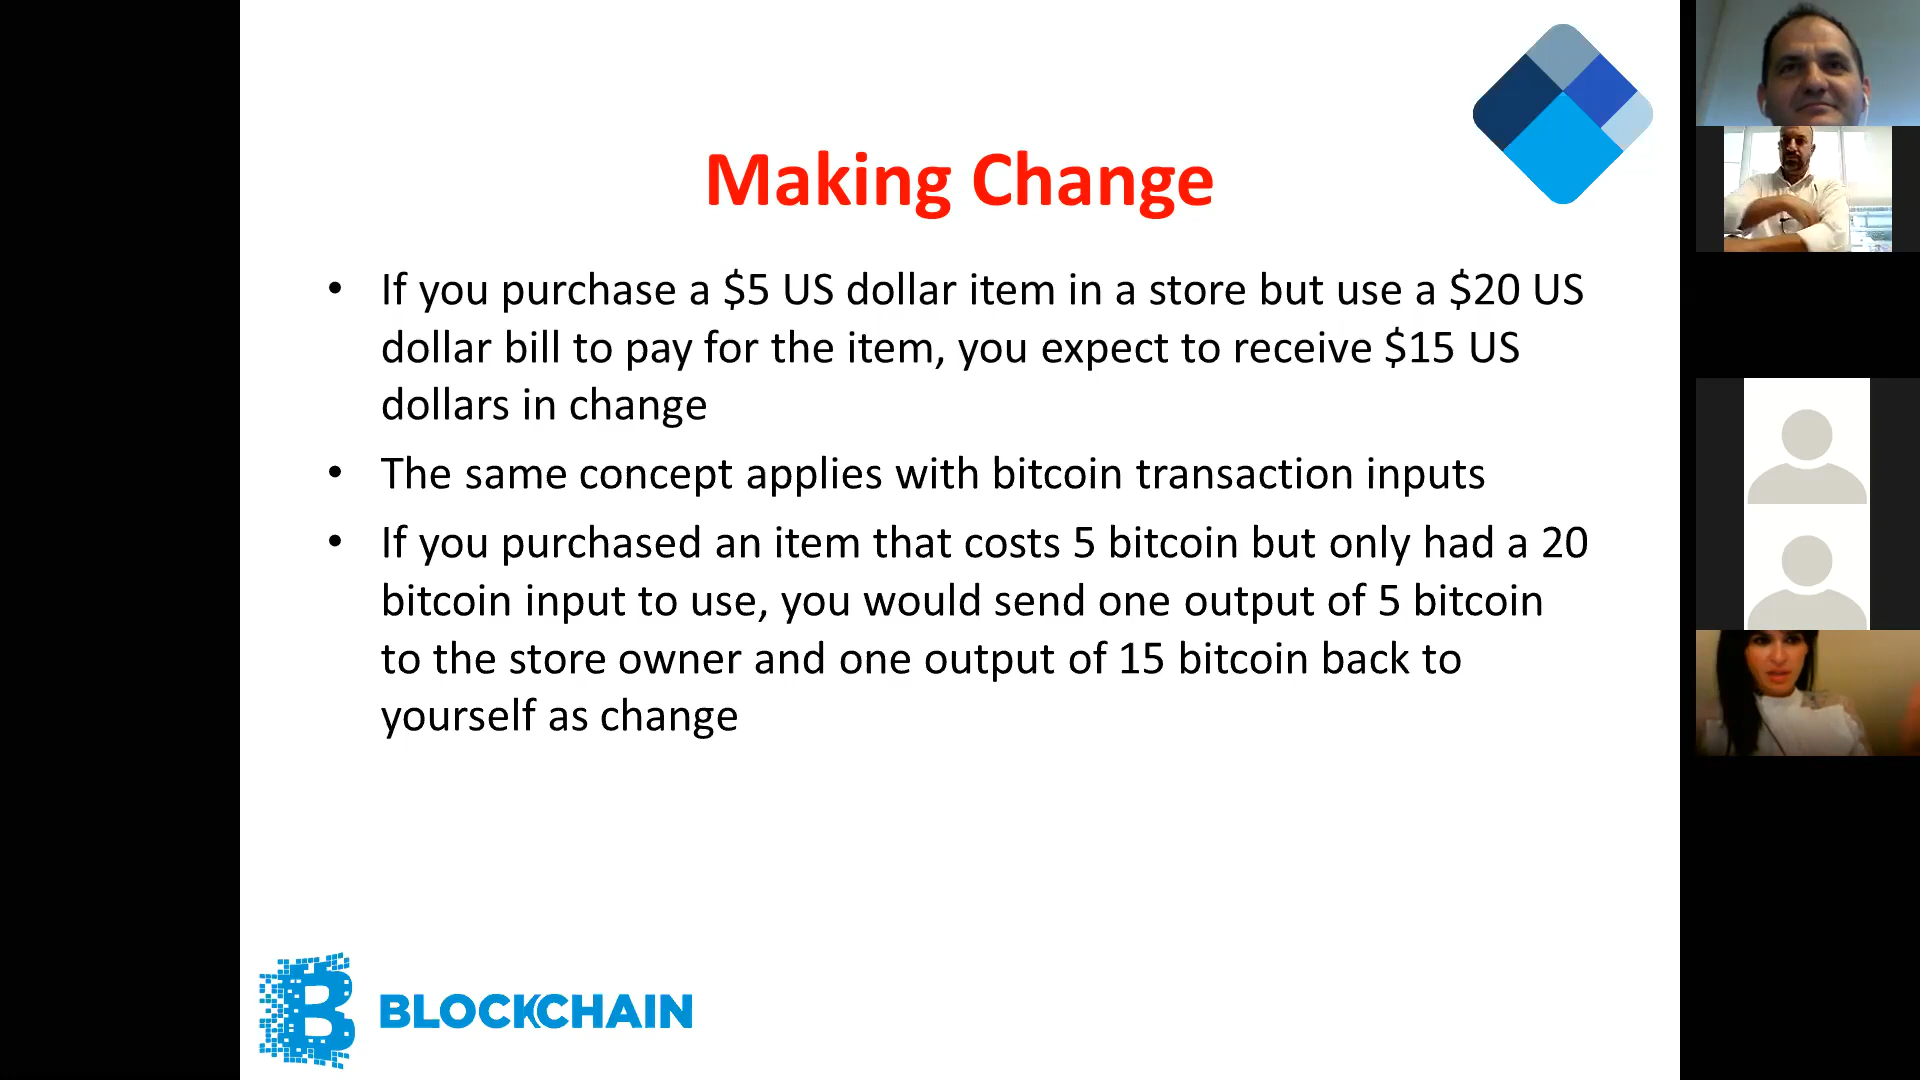 Making Change
• If you purchase a $5 US dollar item in a store but use a $20 US
dollar bill to pay for the item, you expect to receive $15 US
dollars in change
• The same concept applies with bitcoin transaction inputs
• If you purchased an item that costs 5 bitcoin but only had a 20
bitcoin input to use, you would send one output of 5 bitcoin
to the store owner and one output of 15 bitcoin back to
yourself as change
BLOCKCHAIN